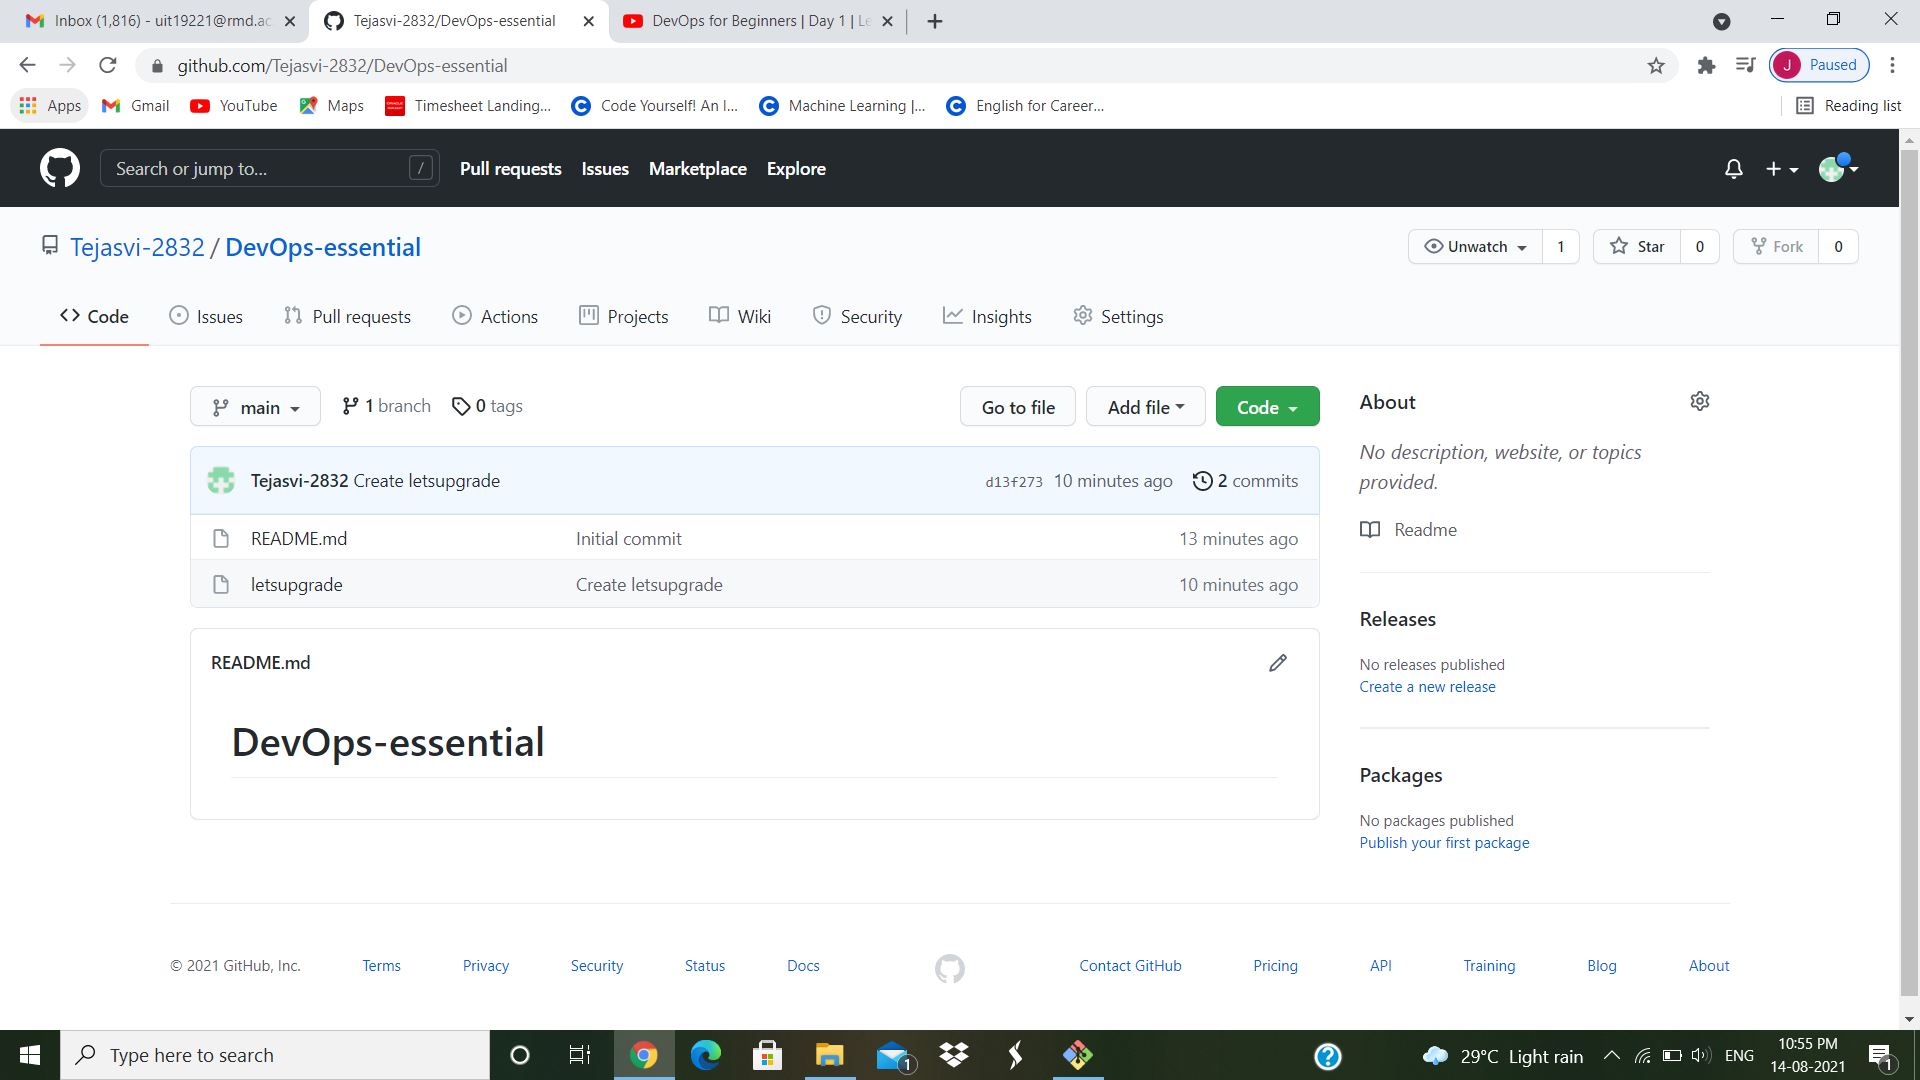 Inbox (1,816) - uit19221@rmd.ac
Tejasvi-2832/DevOps-essential
DevOps for Beginners | Day 1 | Le
github.com/Tejasvi-2832/DevOps-essential
J Paused
Apps Gmail YouTube Maps Timesheet Landing... Code Yourself! An I... Machine Learning |... English for Career... Reading list
Search or jump to... / Pull requests Issues Marketplace Explore
Tejasvi-2832 / DevOps-essential
Unwatch 1 Star 0 Fork 0
Code Issues Pull requests Actions Projects Wiki Security Insights Settings
main 1 branch 0 tags Go to file Add file Code
Tejasvi-2832 Create letsupgrade d13f273 10 minutes ago 2 commits
README.md Initial commit 13 minutes ago
letsupgrade Create letsupgrade 10 minutes ago
README.md
DevOps-essential
About
No description, website, or topics
provided.
Readme
Releases
No releases published
Create a new release
Packages
No packages published
Publish your first package
© 2021 GitHub, Inc. Terms Privacy Security Status Docs Contact GitHub Pricing API Training Blog About
Type here to search
1
29°C Light rain ENG
10:55 PM
14-08-2021
1